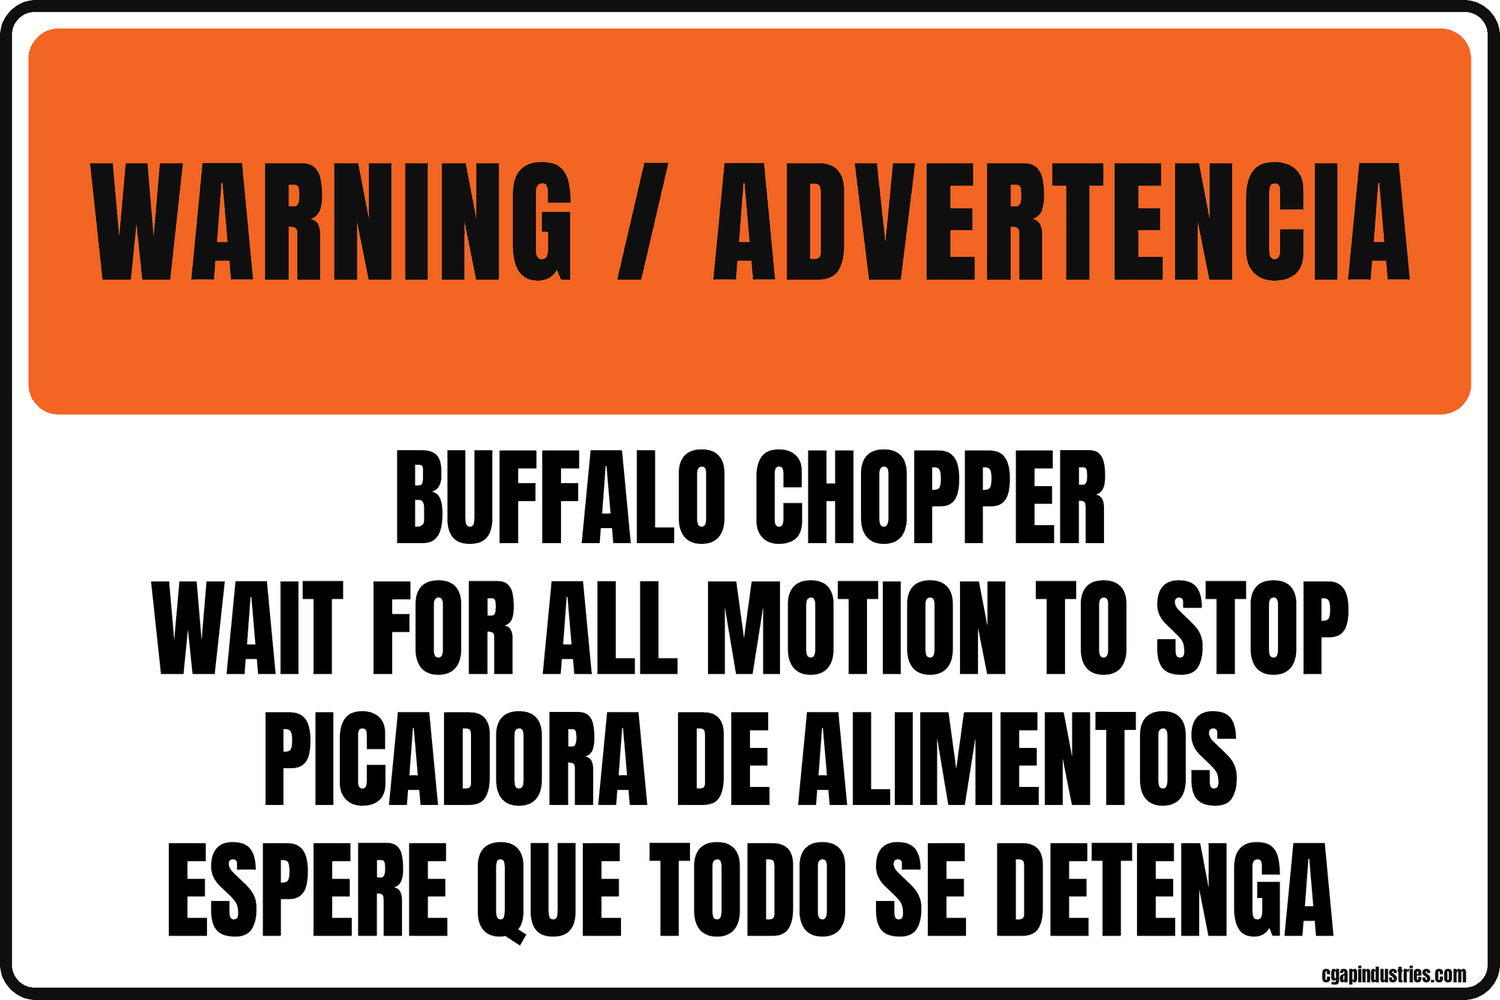 WARNING / ADVERTENCIA
BUFFALO CHOPPER
WAIT FOR ALL MOTION TO STOP
PICADORA DE ALIMENTOS
ESPERE QUE TODO SE DETENGA
cgapindustries.com